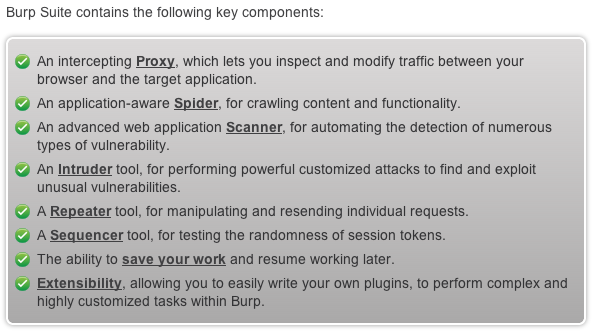 Burp Suite contains the following key components:
An intercepting Proxy, which lets you inspect and modify traffic between your
browser and the target application.
An application-aware Spider, for crawling content and functionality.
An advanced web application Scanner, for automating the detection of numerous
types of vulnerability.
An Intruder tool, for performing powerful customized attacks to find and exploit
unusual vulnerabilities.
A Repeater tool, for manipulating and resending individual requests.
A Sequencer tool, for testing the randomness of session tokens.
The ability to save your work and resume working later.
Extensibility, allowing you to easily write your own plugins, to perform complex and
highly customized tasks within Burp.